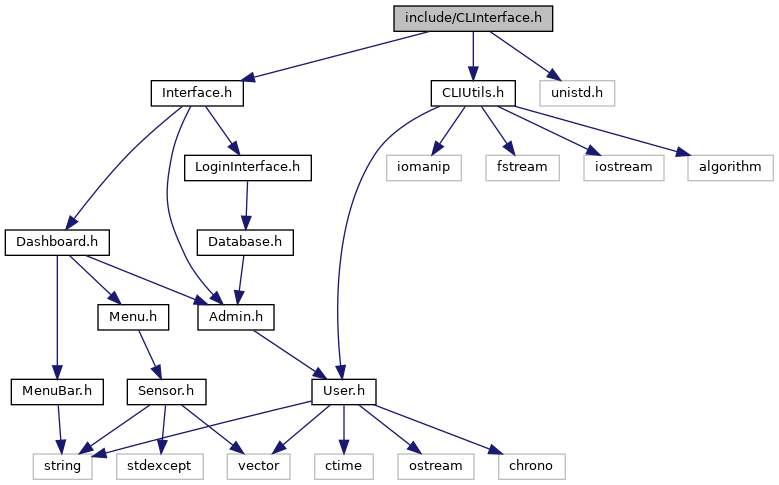 include/CLInterface.h
Interface.h
CLIUtils.h
unistd.h
LoginInterface.h
iomanip
fstream
iostream
algorithm
Dashboard.h
Database.h
Menu.h
Admin.h
MenuBar.h
Sensor.h
User.h
string
stdexcept
vector
ctime
ostream
chrono